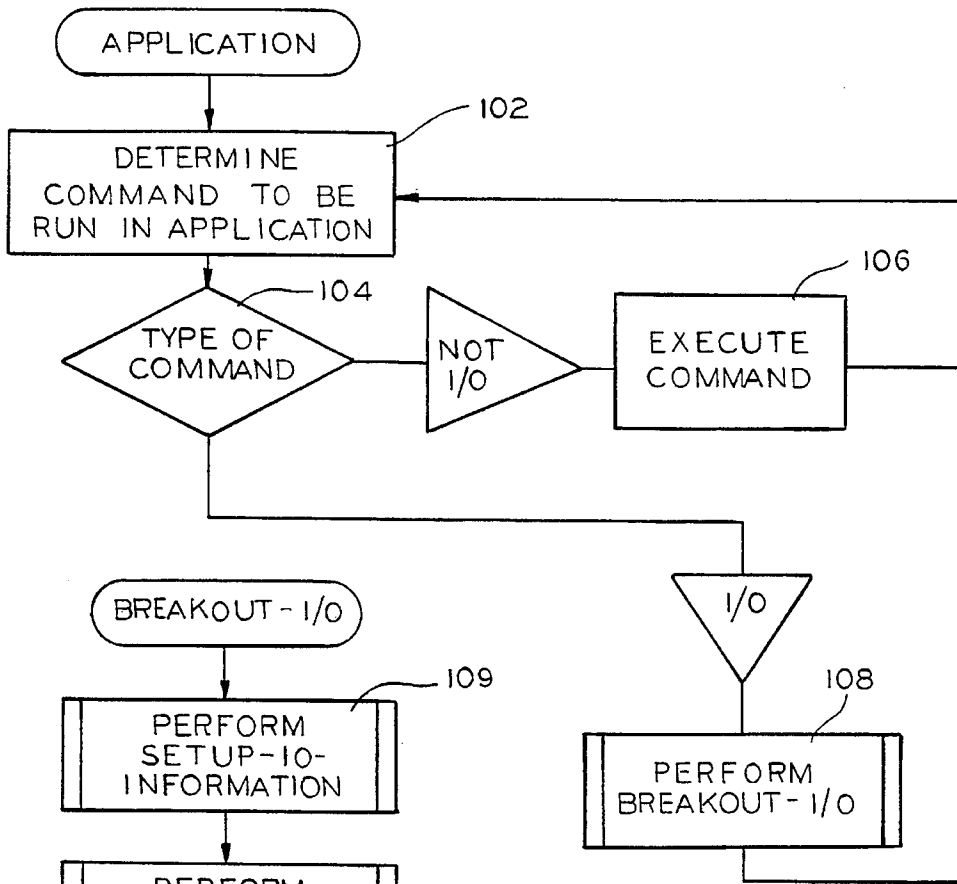 APPLICATION
102
DETERMINE
COMMAND TO BE
RUN IN APPLICATION
104
TYPE OF
COMMAND
NOT
I/O
106
EXECUTE
COMMAND
I/O
BREAKOUT-I/O
109
PERFORM
SETUP-IO-
INFORMATION
108
PERFORM
BREAKOUT-I/O
PERFORM